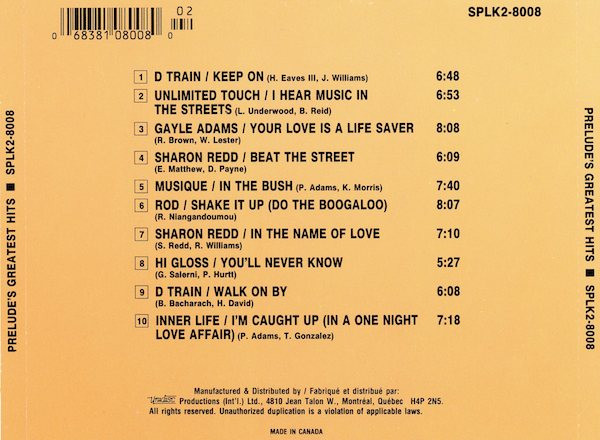 02
0 68381 08008 0
SPLK2-8008
1 D TRAIN / KEEP ON (H. Eaves III, J. Williams) 6:48
2 UNLIMITED TOUCH / I HEAR MUSIC IN 6:53
THE STREETS (L. Underwood, B. Reid)
3 GAYLE ADAMS / YOUR LOVE IS A LIFE SAVER 8:08
(R. Brown, W. Lester)
4 SHARON REDD / BEAT THE STREET 6:09
(E. Matthew, D. Payne)
5 MUSIQUE / IN THE BUSH (P. Adams, K. Morris) 7:40
6 ROD / SHAKE IT UP (DO THE BOOGALOO) 8:07
(R. Niangandoumou)
7 SHARON REDD / IN THE NAME OF LOVE 7:10
(S. Redd, R. Williams)
8 HI GLOSS / YOU'LL NEVER KNOW 5:27
(G. Salerni, P. Hurtt)
9 D TRAIN / WALK ON BY 6:08
(B. Bacharach, H. David)
10 INNER LIFE / I'M CAUGHT UP (IN A ONE NIGHT 7:18
LOVE AFFAIR) (P. Adams, T. Gonzalez)
Manufactured & Distributed by / Fabriqué et distribué par:
Productions (Int'l.) Ltd., 4810 Jean Talon W., Montréal, Québec H4P 2N5.
All rights reserved. Unauthorized duplication is a violation of applicable laws.
MADE IN CANADA
PRELUDE'S GREATEST HITS ■ SPLK2-8008
PRELUDE'S GREATEST HITS ■ SPLK2-8008